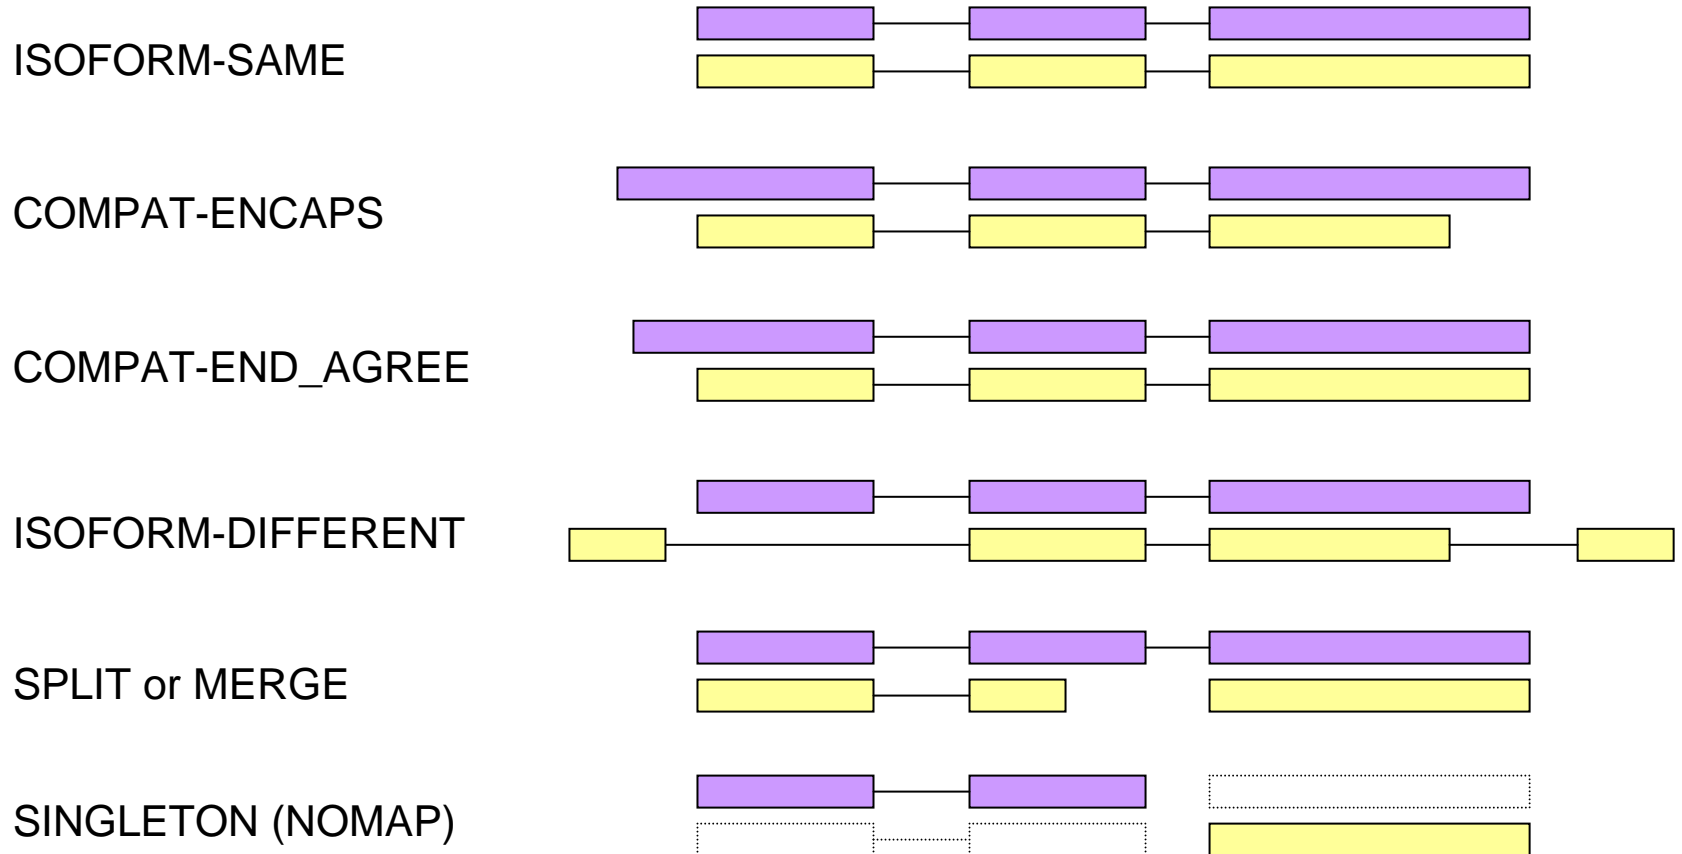 ISOFORM-SAME
COMPAT-ENCAPS
COMPAT-END_AGREE
ISOFORM-DIFFERENT
SPLIT or MERGE
SINGLETON (NOMAP)